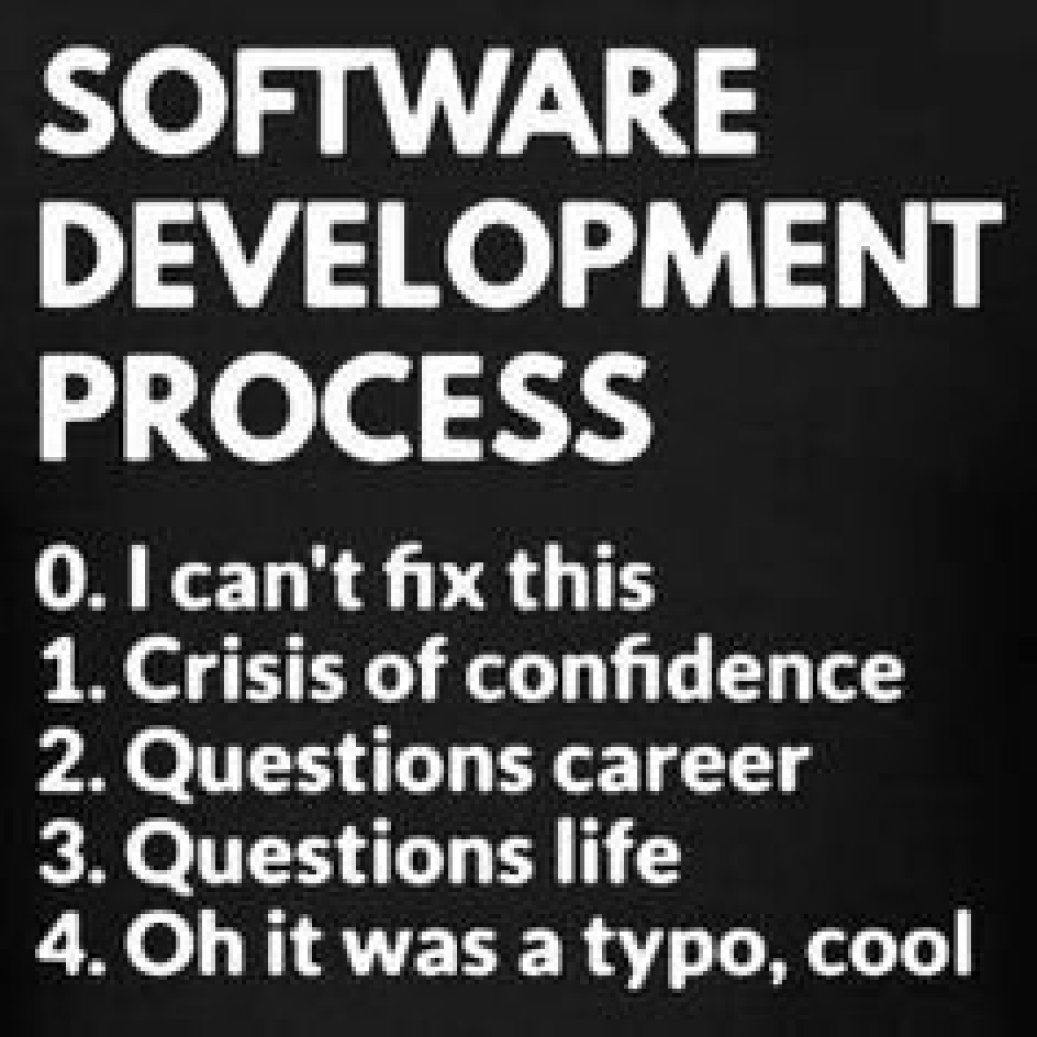 SOFTWARE
DEVELOPMENT
PROCESS
0. I can't fix this
1. Crisis of confidence
2. Questions career
3. Questions life
4. Oh it was a typo, cool